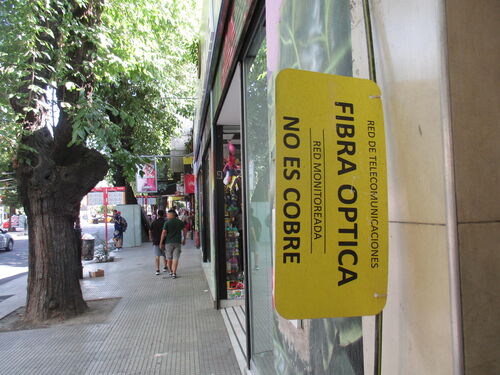 RED DE TELECOMUNICACIONES
FIBRA OPTICA
RED MONITOREADA
NO ES COBRE